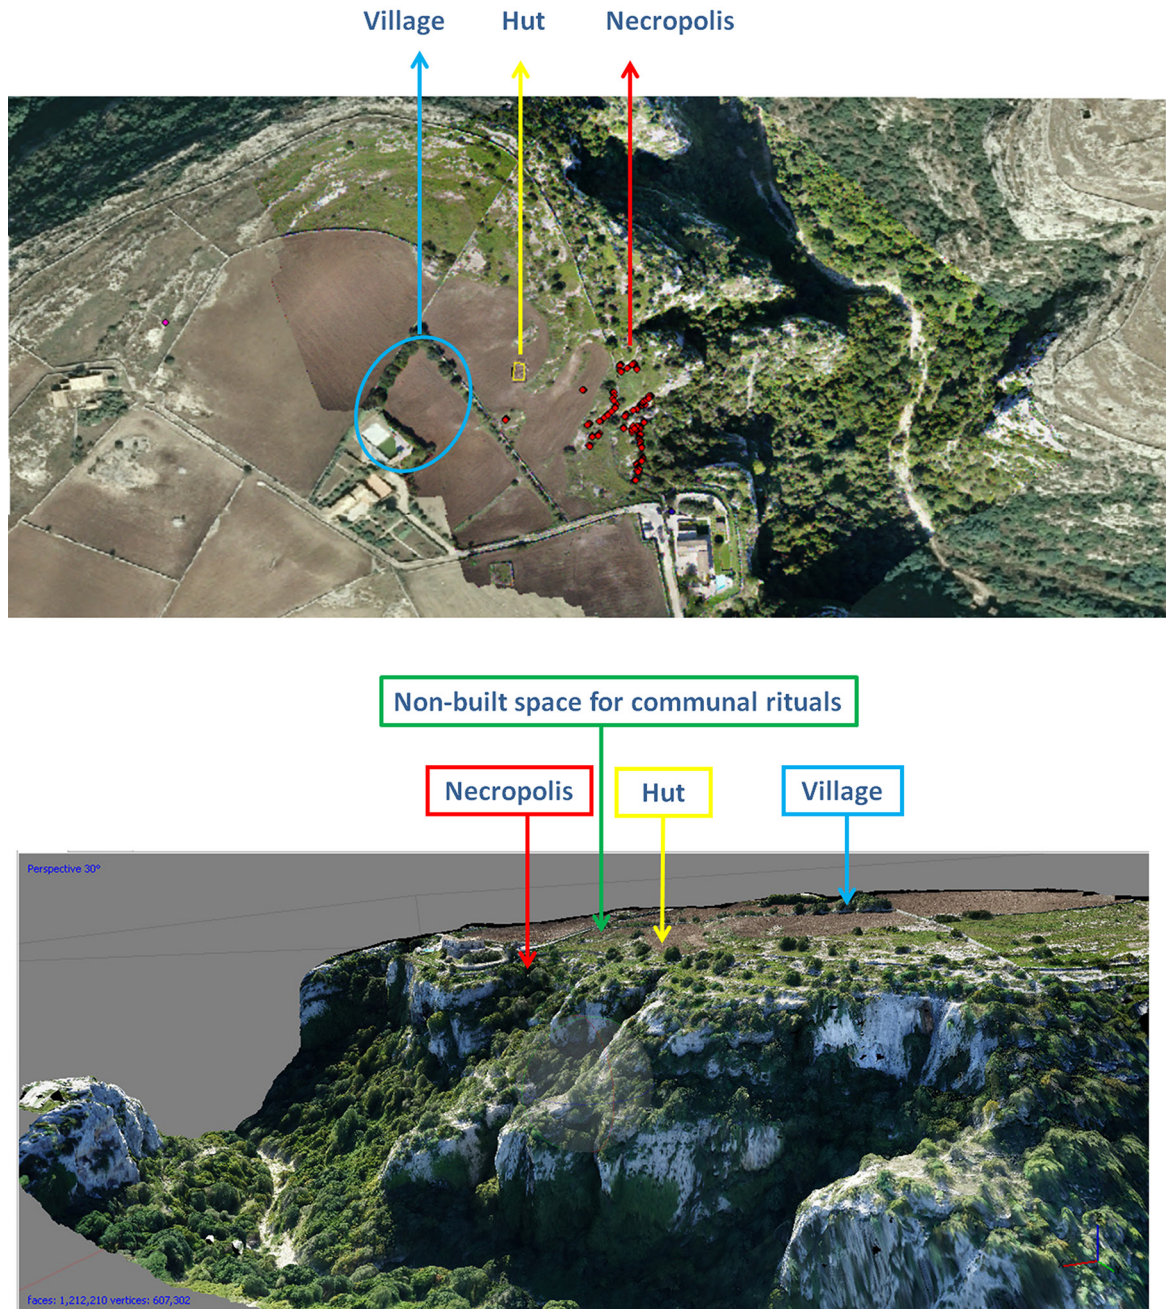 Village Hut Necropolis
Non-built space for communal rituals
Necropolis Hut Village
Perspective 30°
faces: 1,212,210 vertices: 607,302